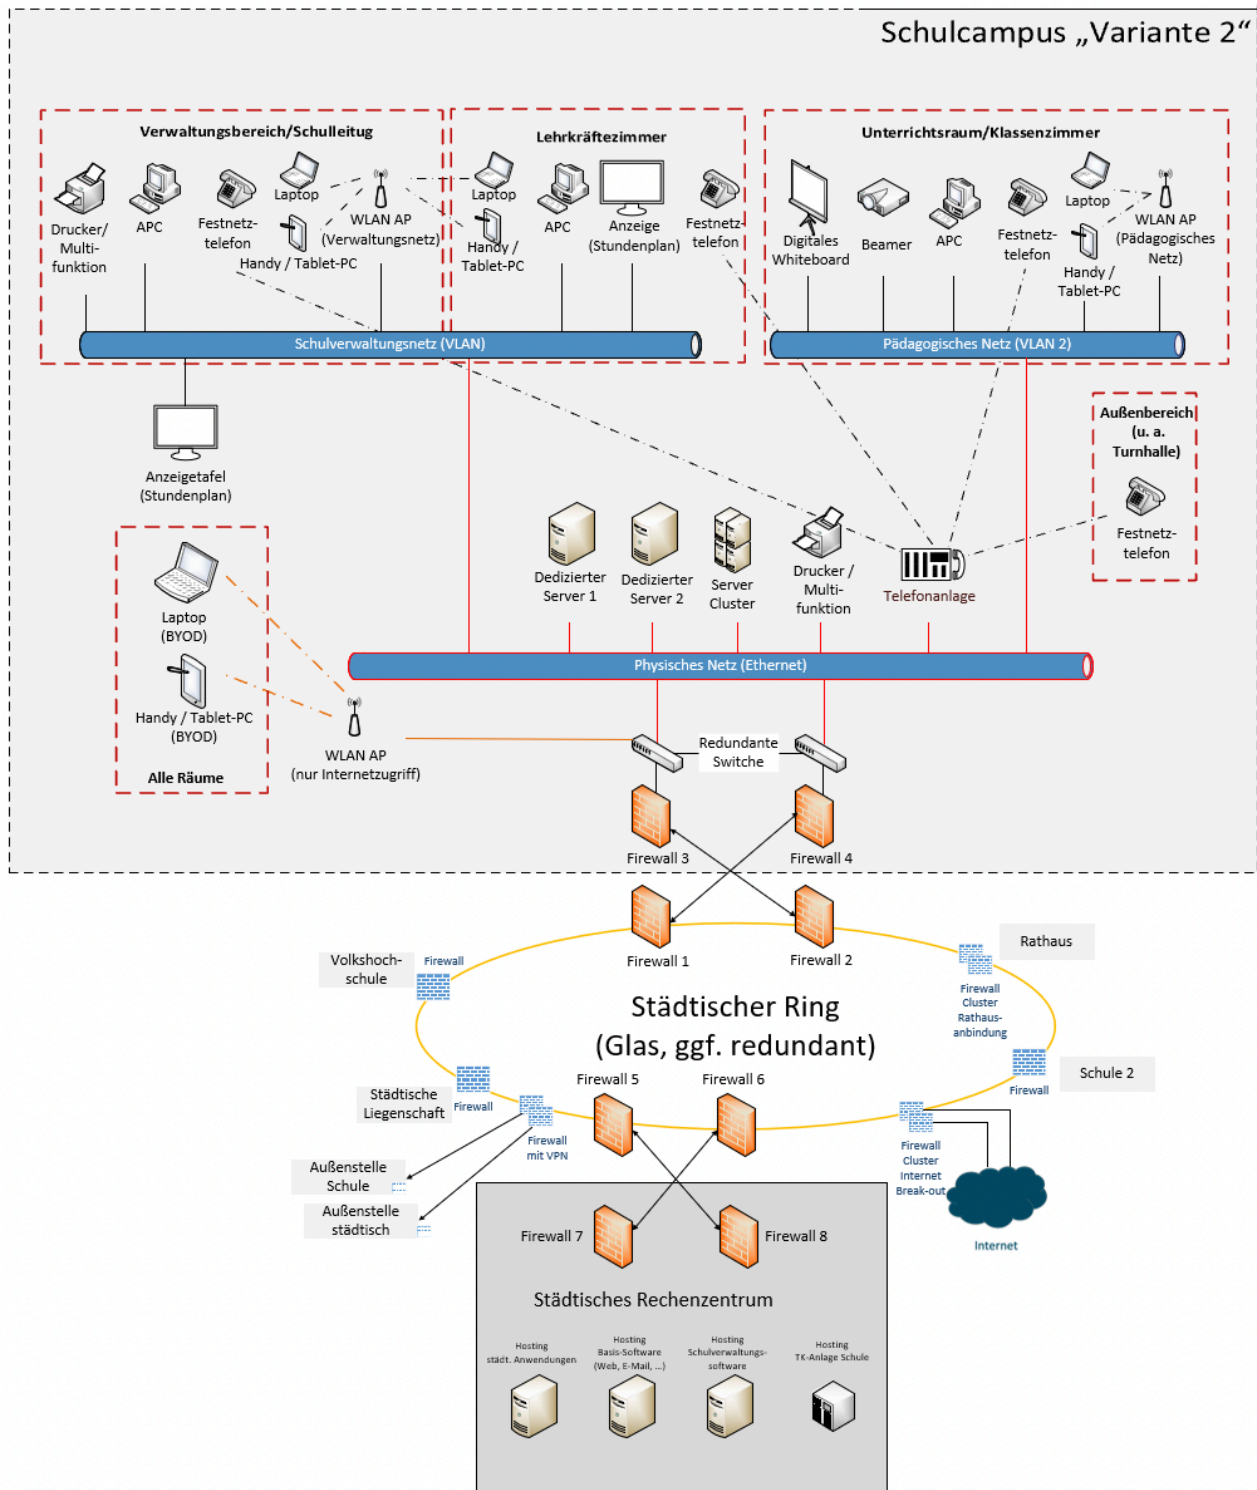 Schulcampus „Variante 2“
Verwaltungsbereich/Schulleitug
Drucker/
Multi-
funktion
APC
Festnetz-
telefon
Laptop
Handy / Tablet-PC
WLAN AP
(Verwaltungsnetz)
Lehrkräftezimmer
Laptop
Handy /
Tablet-PC
APC
Anzeige
(Stundenplan)
Festnetz-
telefon
Unterrichtsraum/Klassenzimmer
Digitales
Whiteboard
Beamer
APC
Festnetz-
telefon
Laptop
Handy /
Tablet-PC
WLAN AP
(Pädagogisches
Netz)
Schulverwaltungsnetz (VLAN)
Pädagogisches Netz (VLAN 2)
Anzeigetafel
(Stundenplan)
Außenbereich
(u. a.
Turnhalle)
Festnetz-
telefon
Dedizierter
Server 1
Dedizierter
Server 2
Server
Cluster
Drucker /
Multi-
funktion
Telefonanlage
Laptop
(BYOD)
Handy / Tablet-PC
(BYOD)
Alle Räume
Physisches Netz (Ethernet)
WLAN AP
(nur Internetzugriff)
Redundante
Switche
Firewall 3
Firewall 4
Firewall 1
Firewall 2
Volkshoch-
schule
Firewall
Rathaus
Firewall
Cluster
Rathaus-
anbindung
Städtischer Ring
(Glas, ggf. redundant)
Schule 2
Firewall
Städtische
Liegenschaft
Firewall
Firewall
mit VPN
Firewall 5
Firewall 6
Firewall
Cluster
Internet
Break-out
Internet
Außenstelle
Schule
Außenstelle
städtisch
Firewall 7
Firewall 8
Städtisches Rechenzentrum
Hosting
städt. Anwendungen
Hosting
Basis-Software
(Web, E-Mail, ...)
Hosting
Schulverwaltungs-
software
Hosting
TK-Anlage Schule